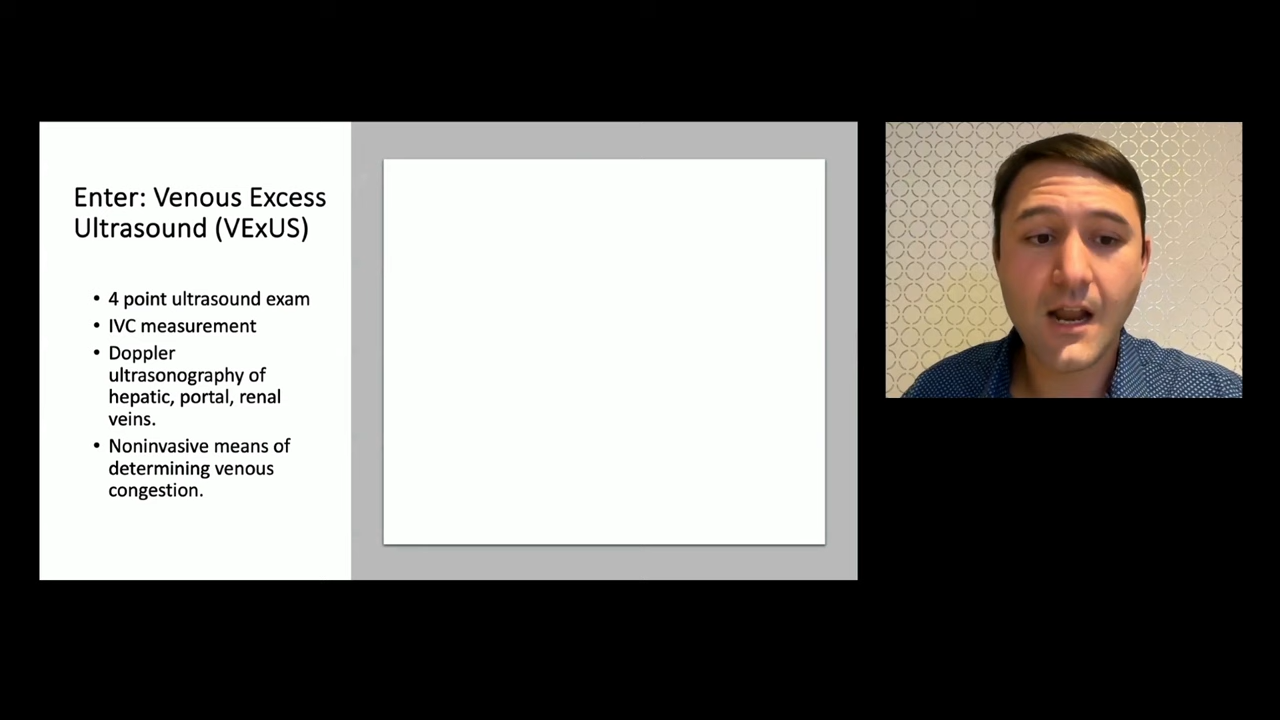 Enter: Venous Excess
Ultrasound (VExUS)
• 4 point ultrasound exam
• IVC measurement
• Doppler
ultrasonography of
hepatic, portal, renal
veins.
• Noninvasive means of
determining venous
congestion.